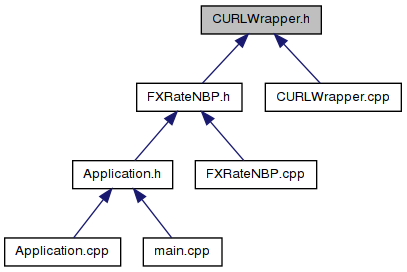 CURLWrapper.h
FXRateNBP.h
CURLWrapper.cpp
Application.h
FXRateNBP.cpp
Application.cpp
main.cpp